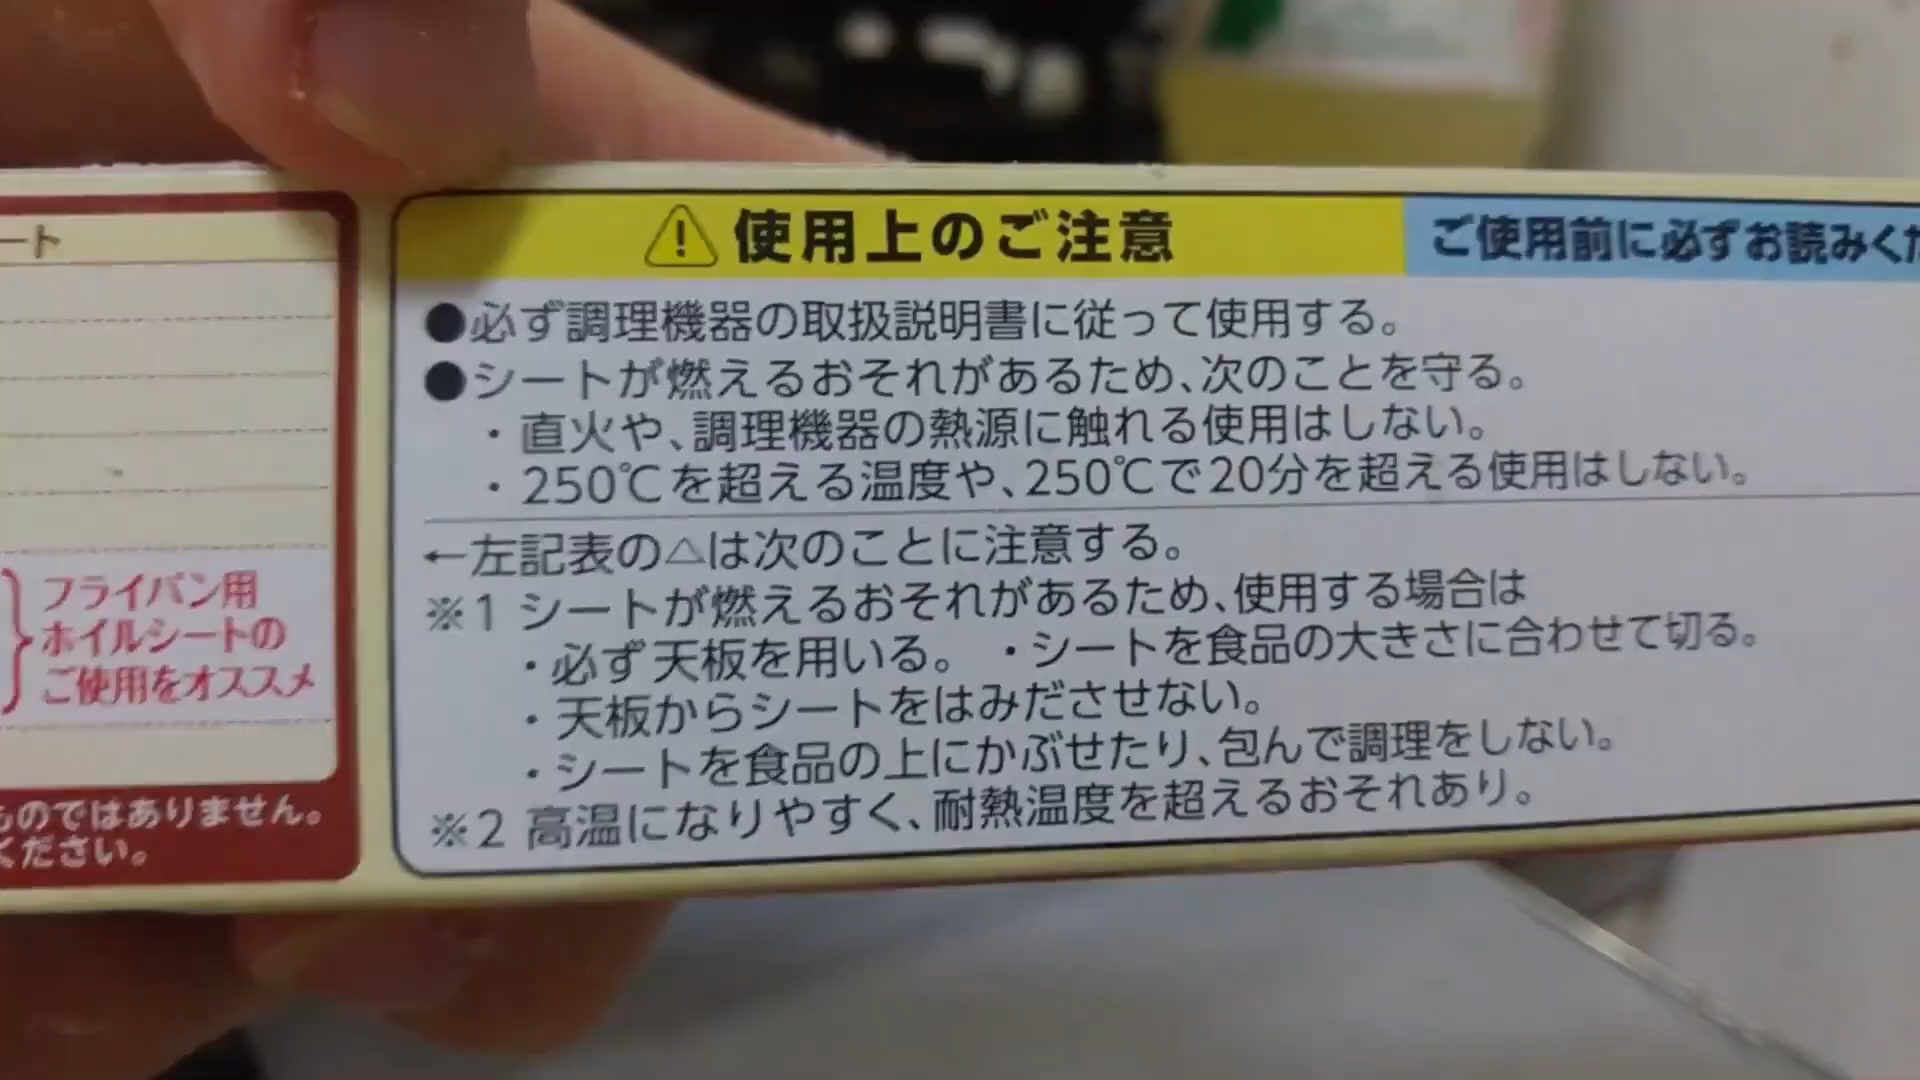 ート
フライパン用
ホイルシートの
ご使用をオススメ
ものではありません。
ください。
使用上のご注意
ご使用前に必ずお読みくだ
●必ず調理機器の取扱説明書に従って使用する。
●シートが燃えるおそれがあるため、次のことを守る。
・直火や、調理機器の熱源に触れる使用はしない。
・250℃を超える温度や、250℃で20分を超える使用はしない。
←左記表の△は次のことに注意する。
※1 シートが燃えるおそれがあるため、使用する場合は
・必ず天板を用いる。 ・シートを食品の大きさに合わせて切る。
・天板からシートをはみださせない。
・シートを食品の上にかぶせたり、包んで調理をしない。
※2 高温になりやすく、耐熱温度を超えるおそれあり。